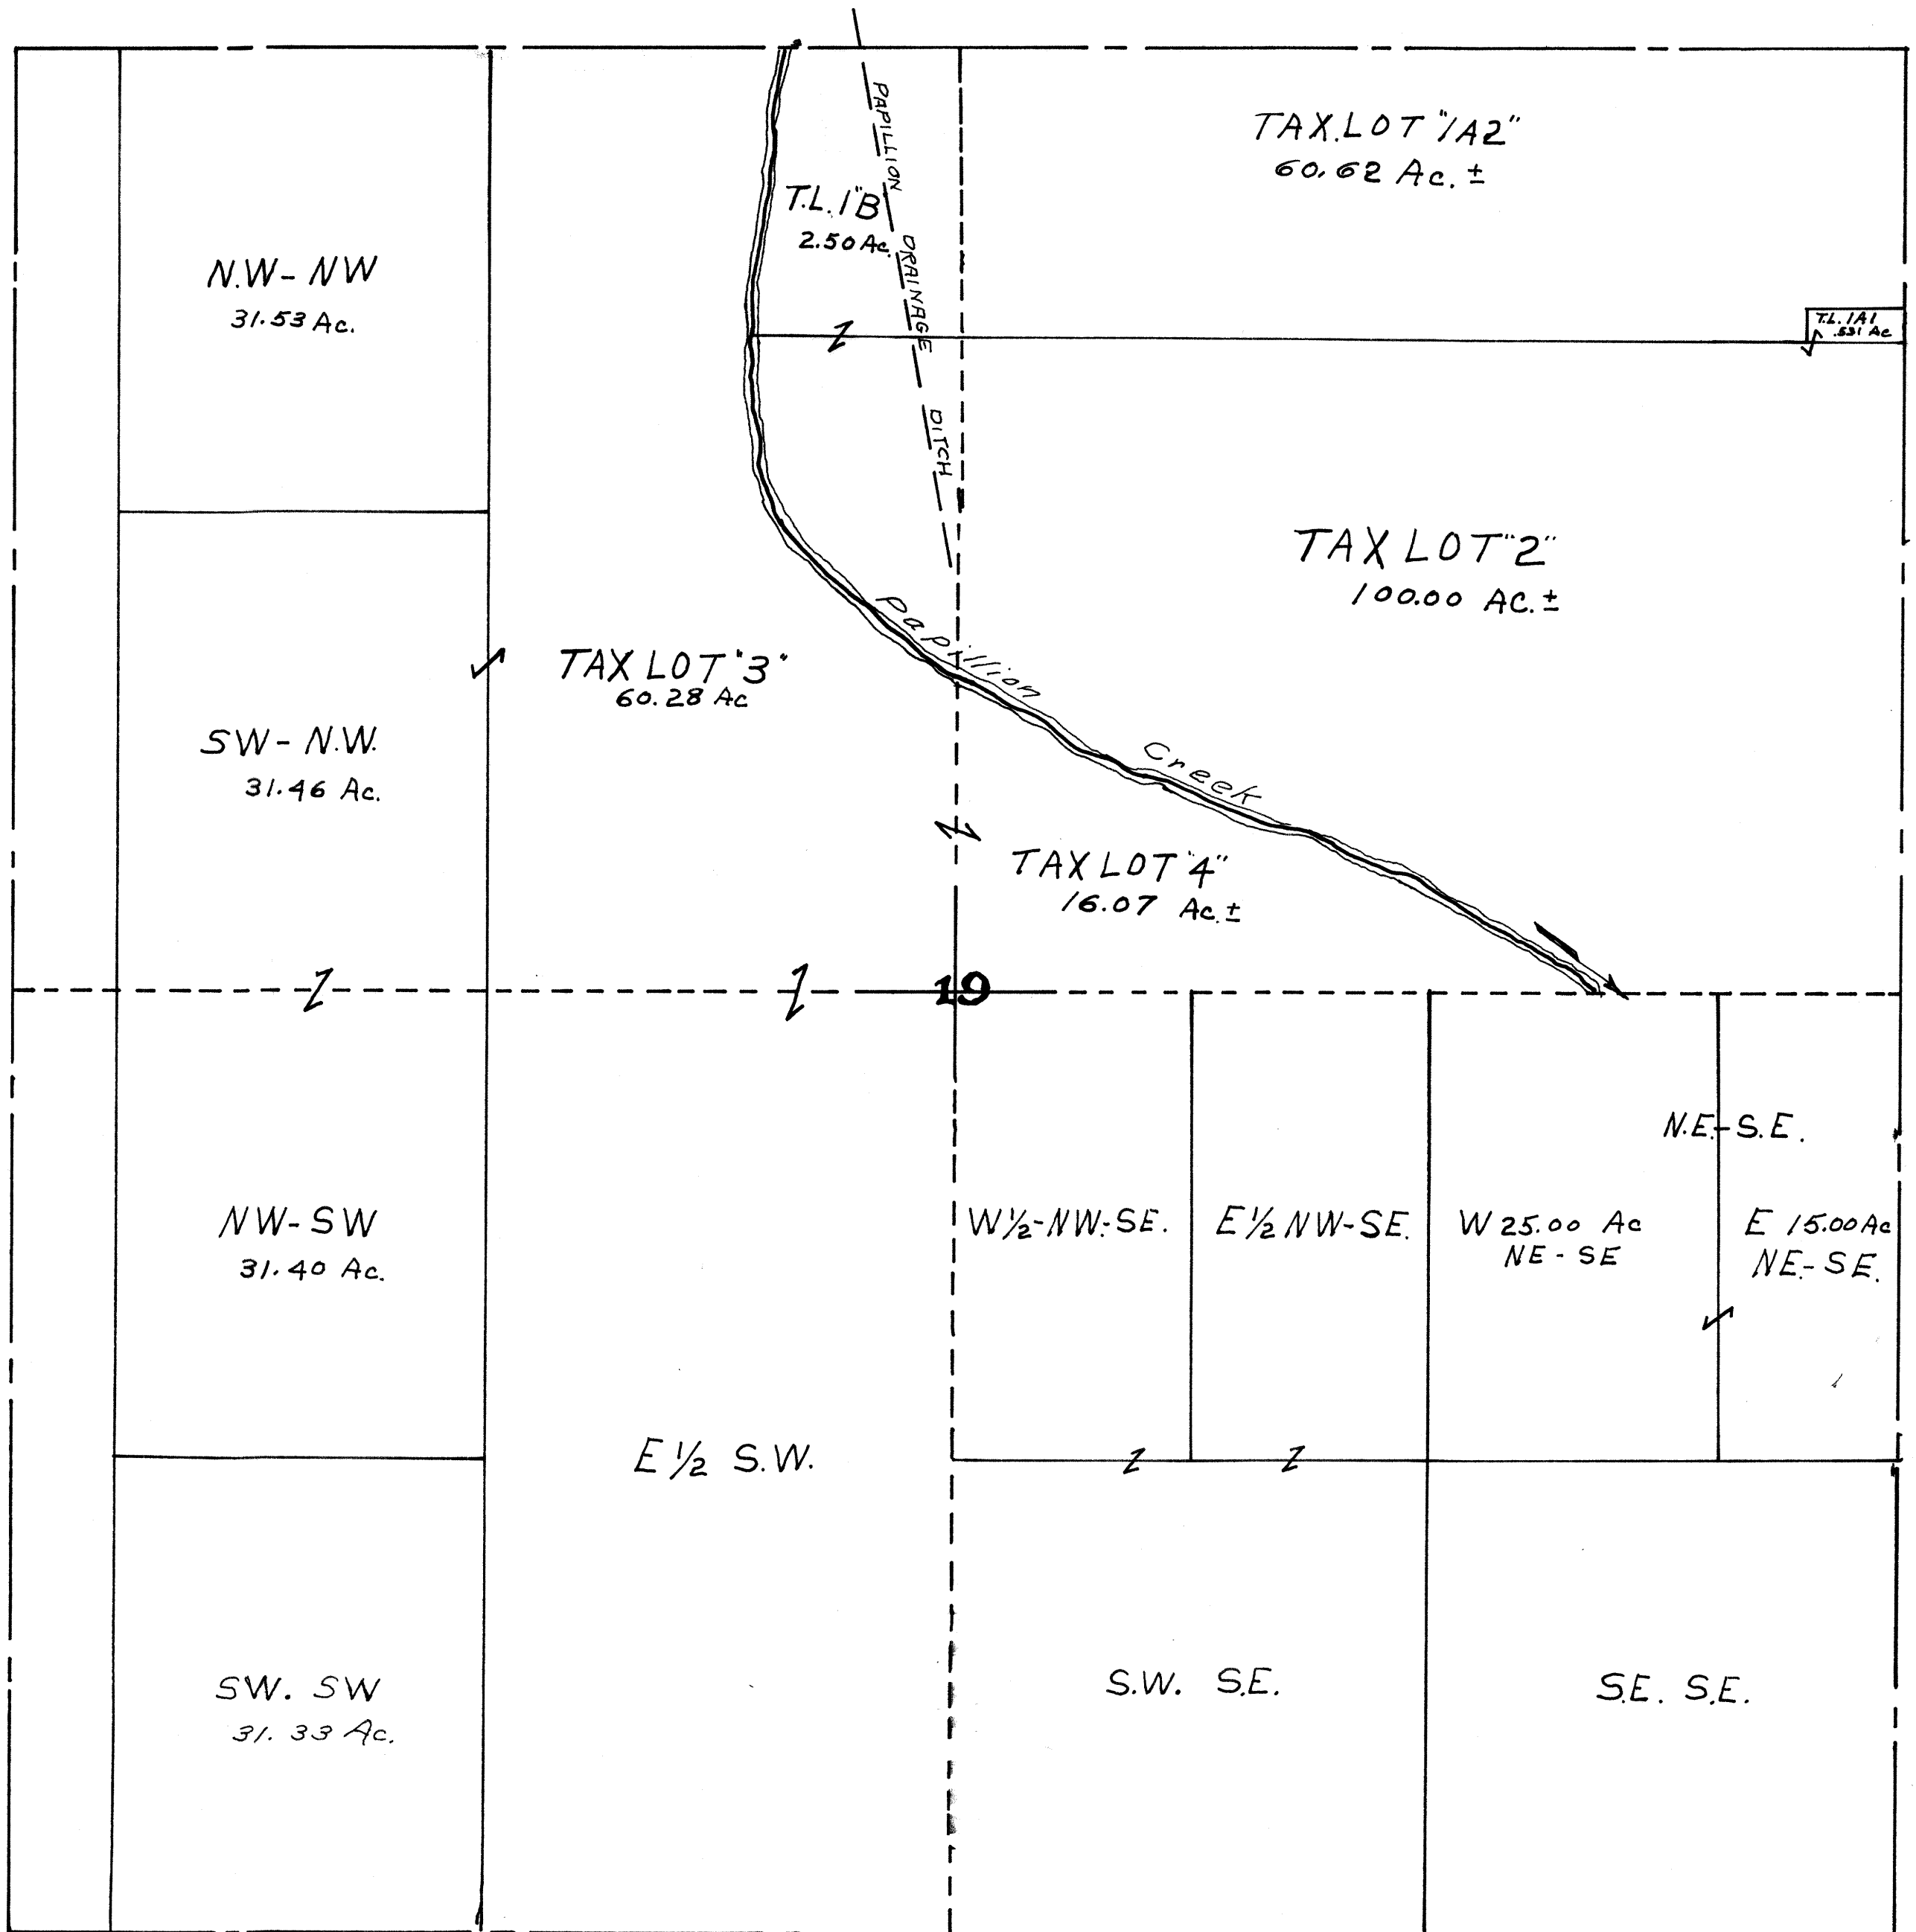 TAX.LOT "1A2"
60.62 Ac. ±
PAPILLION DRAINAGE DITCH
T.L. 1"B
2.50 Ac.
N.W- NW
31.53 Ac.
T.L. 1A1
.531 Ac
TAX LOT "2"
100.00 AC. ±
Papillion Creek
TAX LOT "3"
60.28 Ac
SW- N.W.
31.46 Ac.
TAX LOT "4"
16.07 Ac. ±
19
N.E.- S.E.
NW- SW
31.40 Ac.
W½-NW-SE.
E½ NW-SE.
W 25.00 Ac
NE - SE
E 15.00 Ac
NE.- SE.
E ½ S.W.
SW. SW
31.33 Ac.
S.W. S.E.
S.E. S.E.